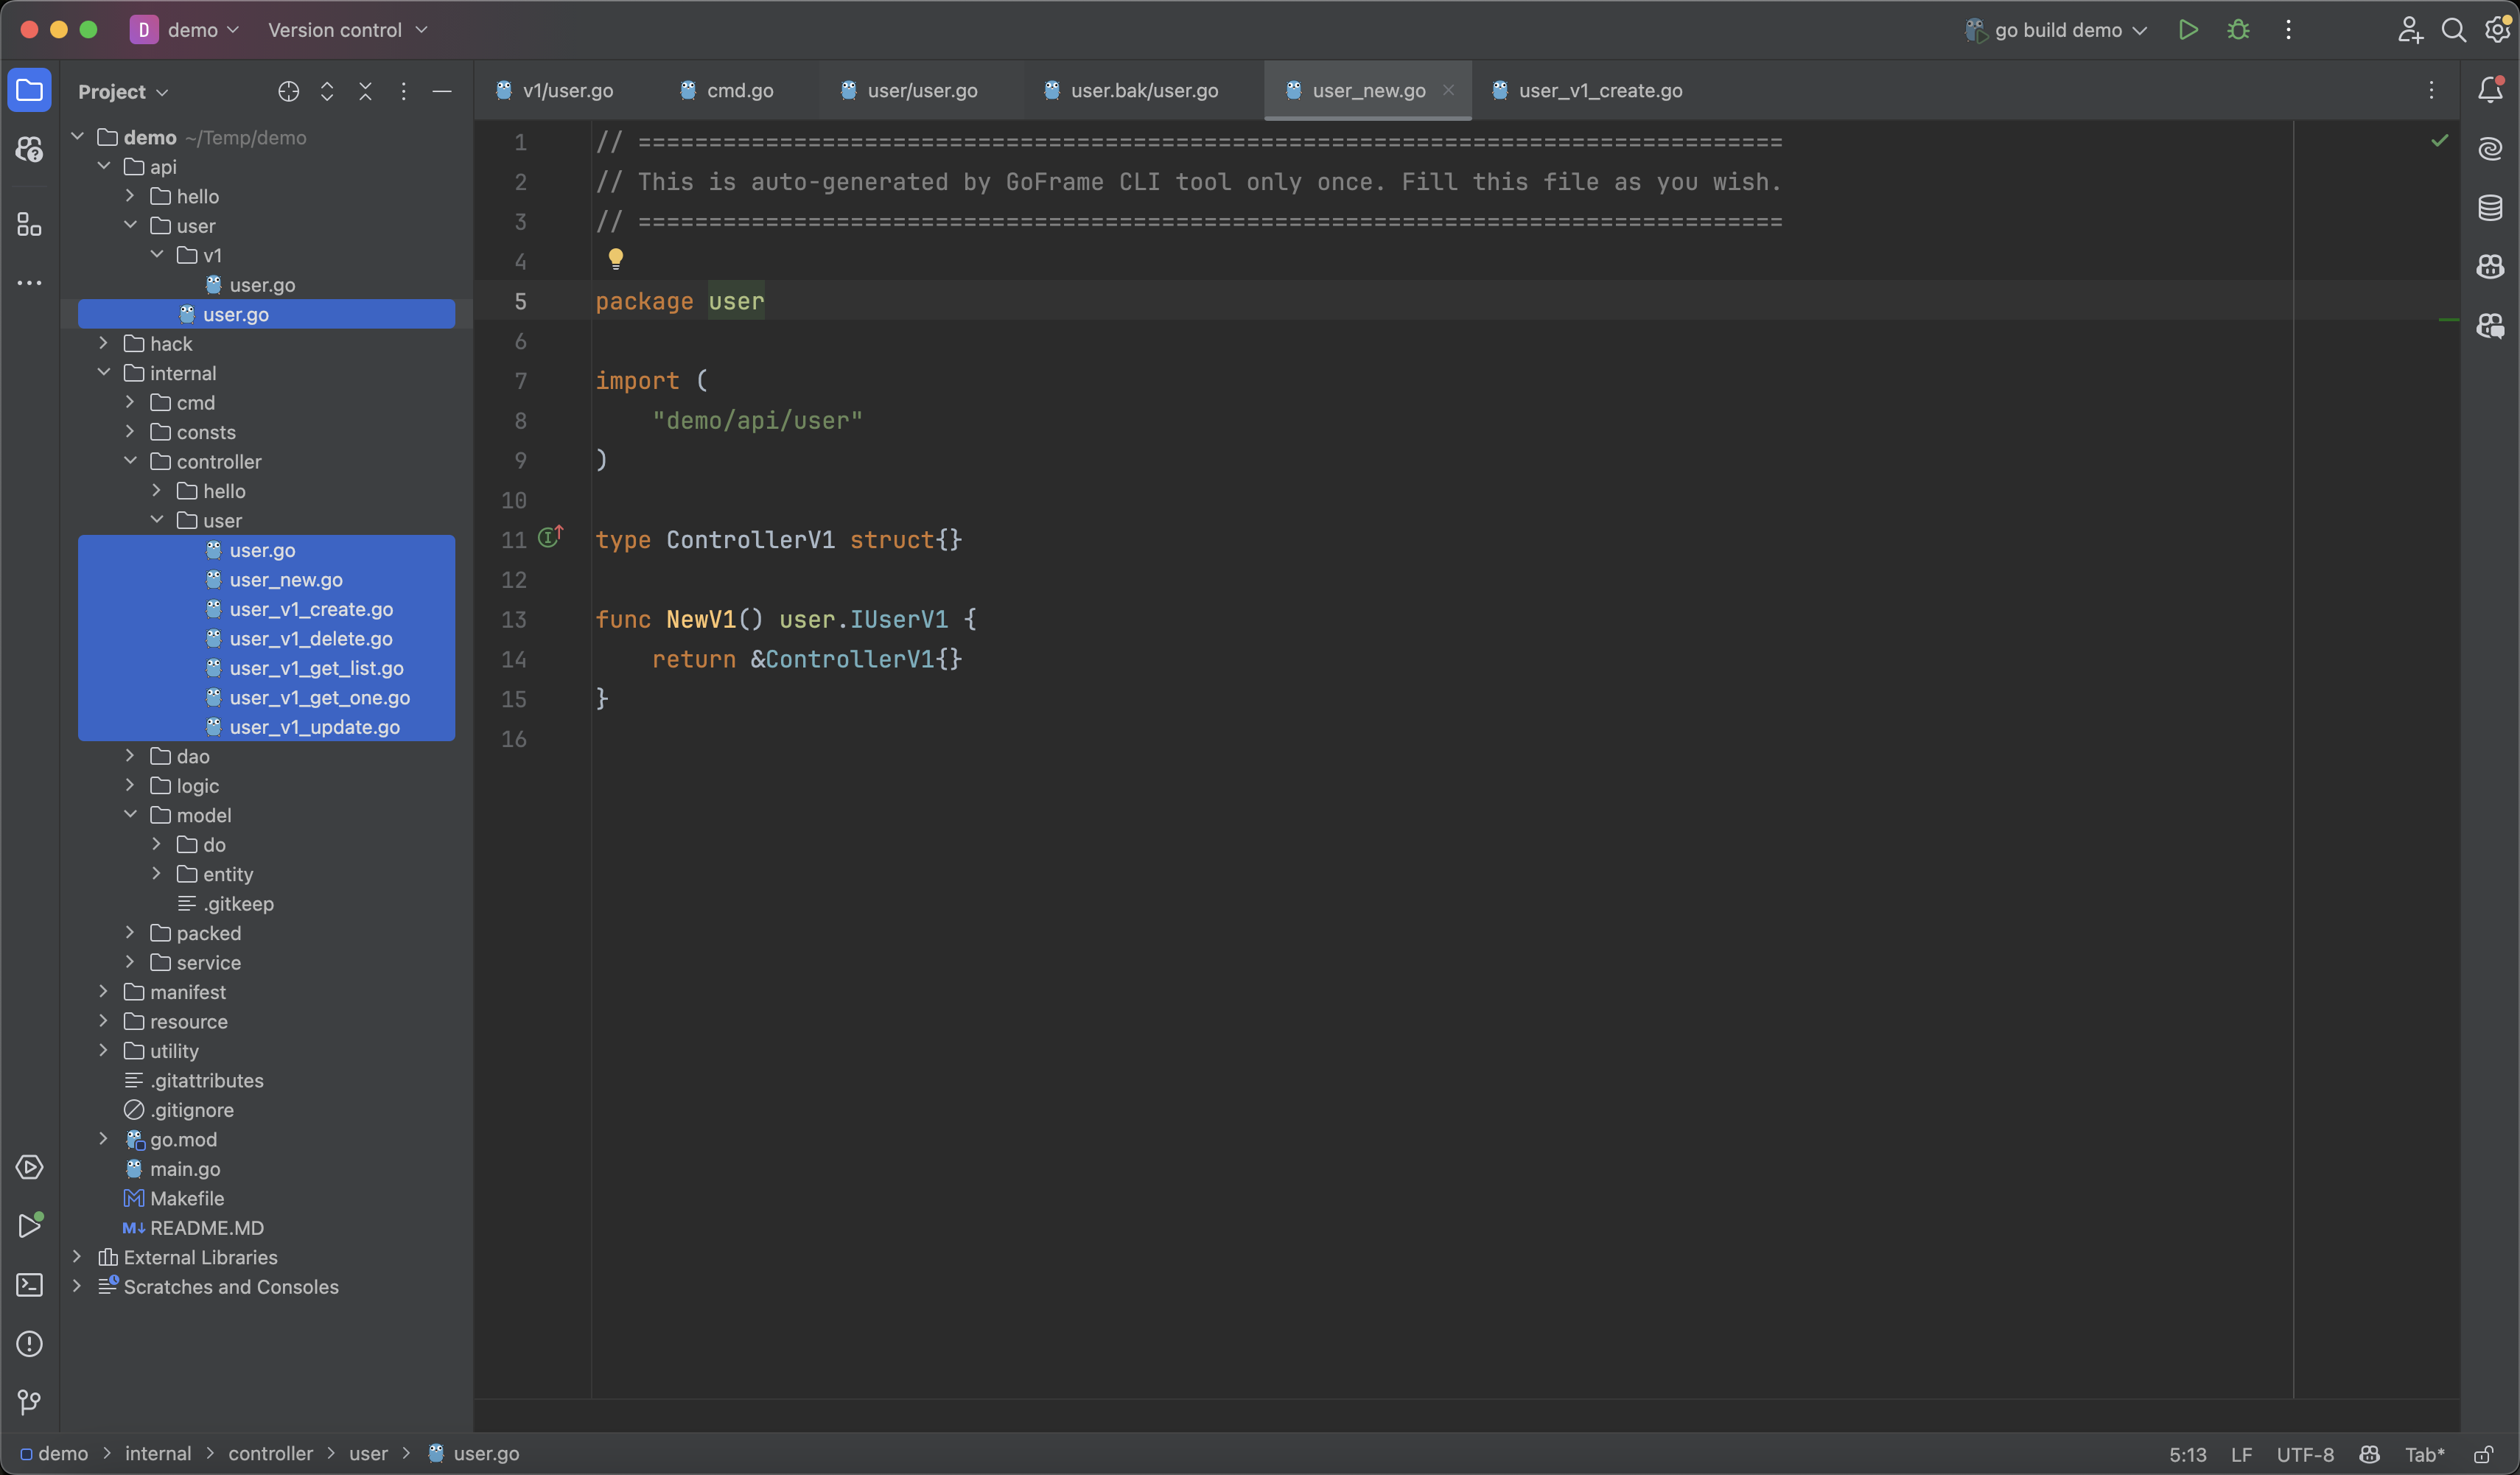 D demo Version control go build demo
Project
v1/user.go cmd.go user/user.go user.bak/user.go user_new.go user_v1_create.go
demo ~/Temp/demo
api
hello
user
v1
user.go
user.go
hack
internal
cmd
consts
controller
hello
user
user.go
user_new.go
user_v1_create.go
user_v1_delete.go
user_v1_get_list.go
user_v1_get_one.go
user_v1_update.go
dao
logic
model
do
entity
.gitkeep
packed
service
manifest
resource
utility
.gitattributes
.gitignore
go.mod
main.go
Makefile
README.MD
External Libraries
Scratches and Consoles
1 // =================================================================================
2 // This is auto-generated by GoFrame CLI tool only once. Fill this file as you wish.
3 // =================================================================================
4
5 package user
6
7 import (
8 "demo/api/user"
9 )
10
11 type ControllerV1 struct{}
12
13 func NewV1() user.IUserV1 {
14 return &ControllerV1{}
15 }
16
demo > internal > controller > user > user.go 5:13 LF UTF-8 Tab*